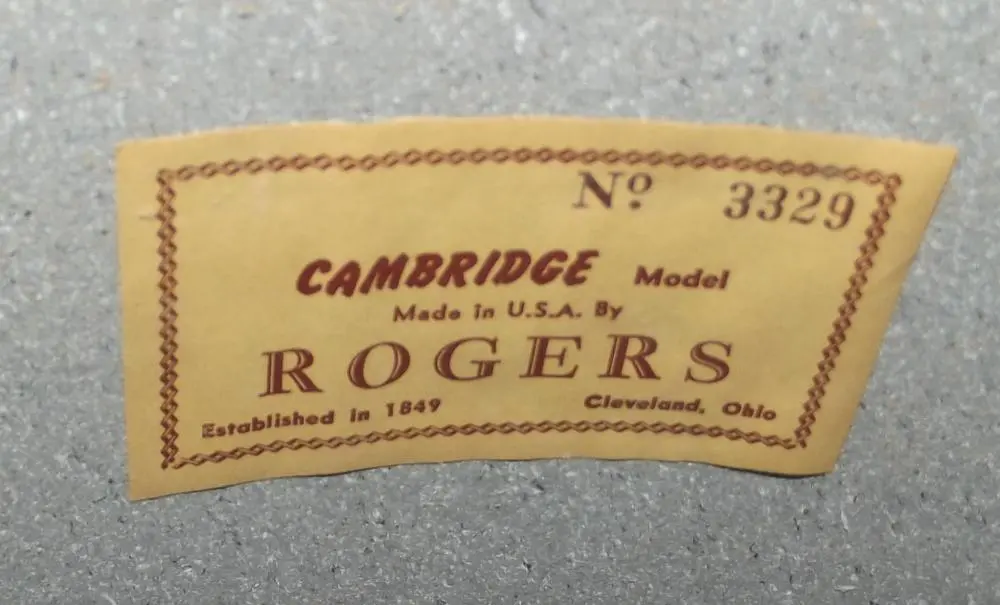 Nº 3329
CAMBRIDGE Model
Made in U.S.A. By
ROGERS
Established in 1849 Cleveland, Ohio